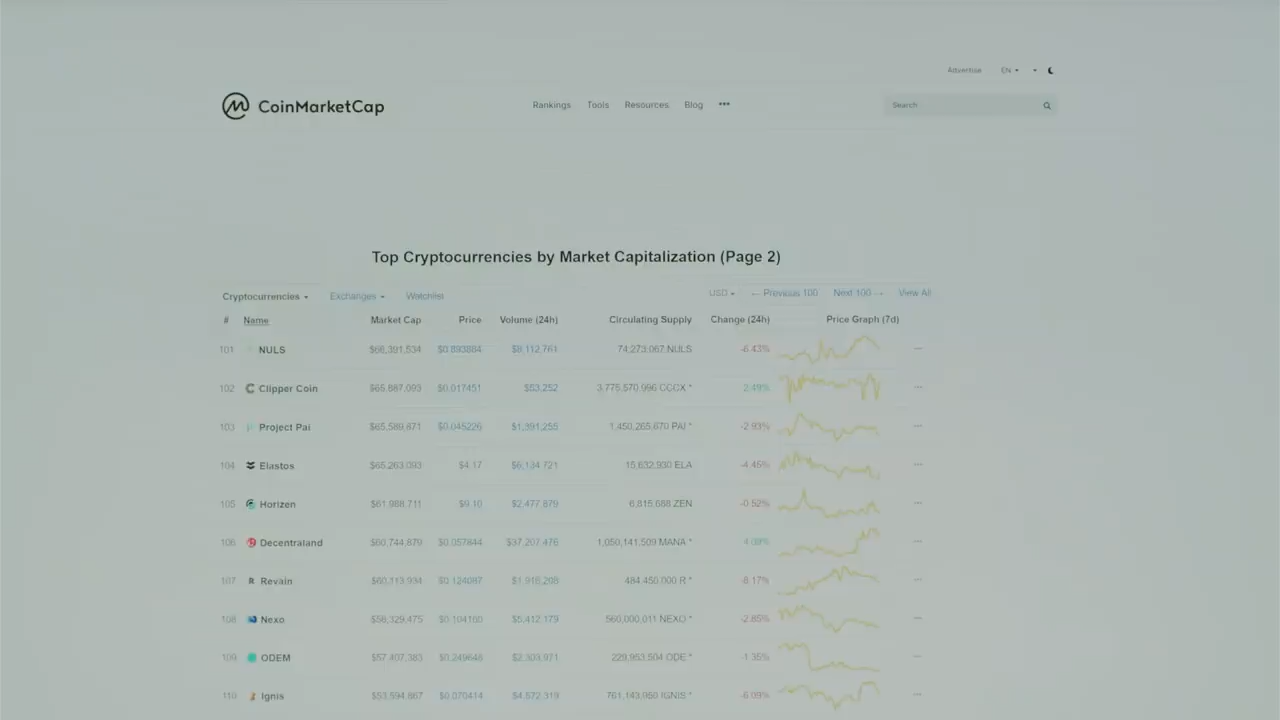 Advertise EN
CoinMarketCap Rankings Tools Resources Blog ••• Search
Top Cryptocurrencies by Market Capitalization (Page 2)
Cryptocurrencies Exchanges Watchlist USD ← Previous 100 Next 100 → View All
# Name Market Cap Price Volume (24h) Circulating Supply Change (24h) Price Graph (7d)
101 NULS $66,391,534 $0.893884 $8,112,761 74,273,067 NULS -6.43%
102 Clipper Coin $65,887,093 $0.017451 $53,252 3,775,570,996 CCCX * 2.49%
103 Project Pai $65,589,871 $0.045226 $1,391,255 1,450,265,670 PAI * -2.93%
104 Elastos $65,263,093 $4.17 $6,134,721 15,632,930 ELA -4.45%
105 Horizen $61,988,711 $9.10 $2,477,679 6,815,688 ZEN -0.52%
106 Decentraland $60,744,879 $0.057844 $37,207,476 1,050,141,509 MANA * 4.09%
107 Revain $60,113,934 $0.124087 484,450,000 R * -6.17%
108 Nexo $58,329,475 $0.104160 $5,412,179 560,000,011 NEXO * -2.85%
109 ODEM $57,407,383 $0.249648 $2,303,971 229,953,504 ODE * -1.35%
110 Ignis $53,594,867 $0.070414 $4,572,319 -6.09%